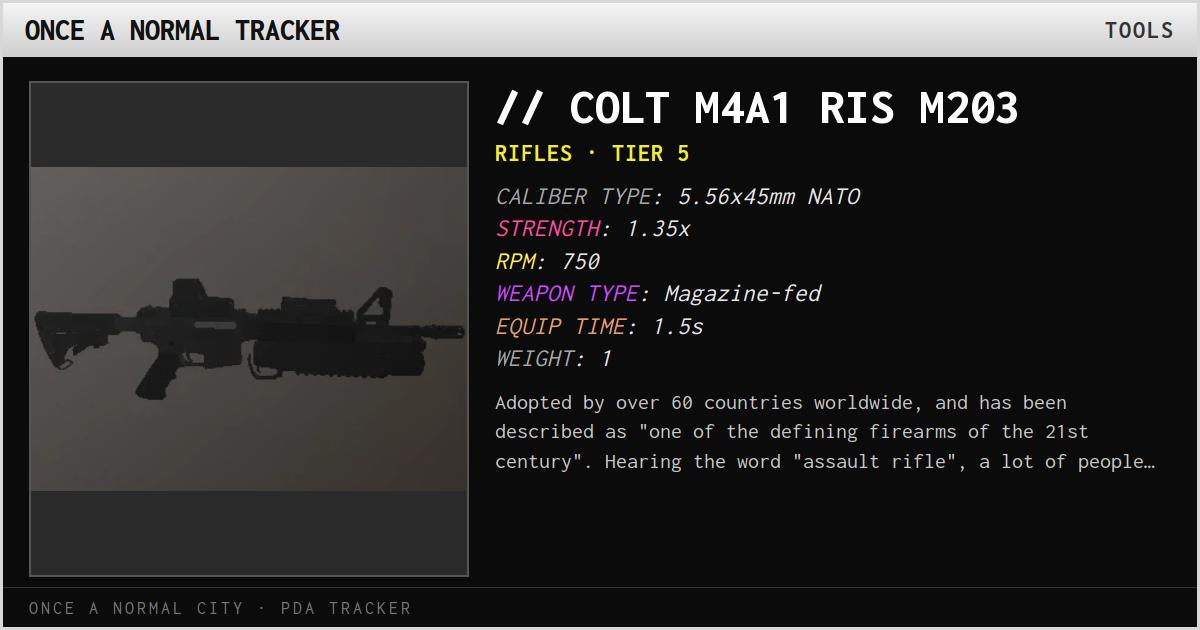 ONCE A NORMAL TRACKER
TOOLS
// COLT M4A1 RIS M203
RIFLES · TIER 5
CALIBER TYPE: 5.56x45mm NATO
STRENGTH: 1.35x
RPM: 750
WEAPON TYPE: Magazine-fed
EQUIP TIME: 1.5s
WEIGHT: 1
Adopted by over 60 countries worldwide, and has been
described as "one of the defining firearms of the 21st
century". Hearing the word "assault rifle", a lot of people…
ONCE A NORMAL CITY · PDA TRACKER